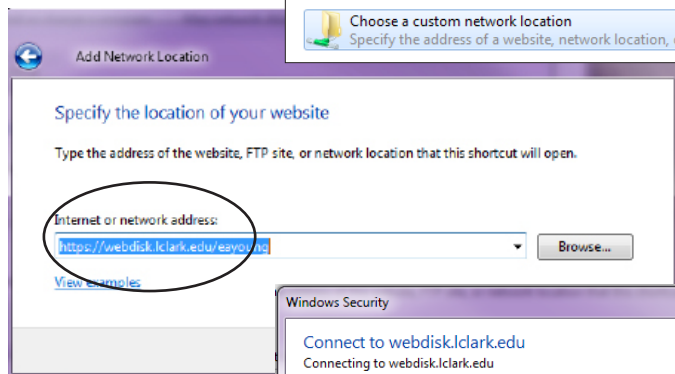 Choose a custom network location
Specify the address of a website, network location,
Add Network Location
Specify the location of your website
Type the address of the website, FTP site, or network location that this shortcut will open.
Internet or network address:
https://webdisk.lclark.edu/eayoung
Browse...
View examples
Windows Security
Connect to webdisk.lclark.edu
Connecting to webdisk.lclark.edu